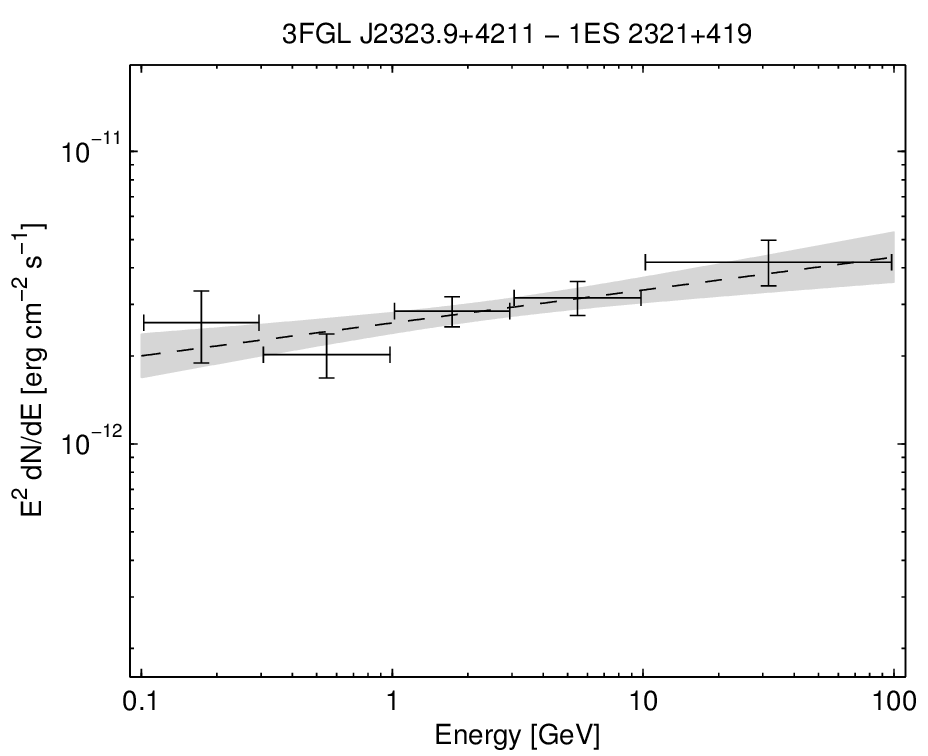 3FGL J2323.9+4211 − 1ES 2321+419
10⁻¹¹
10⁻¹²
E² dN/dE [erg cm⁻² s⁻¹]
0.1 1 10 100
Energy [GeV]